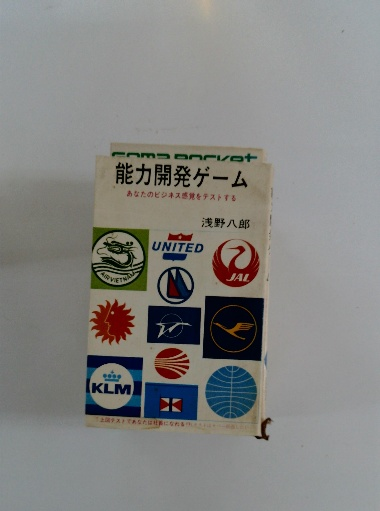 goma pocket
能力開発ゲーム
あなたのビジネス感覚をテストする
浅野八郎
AIR VIETNAM
UNITED
JAL
KLM